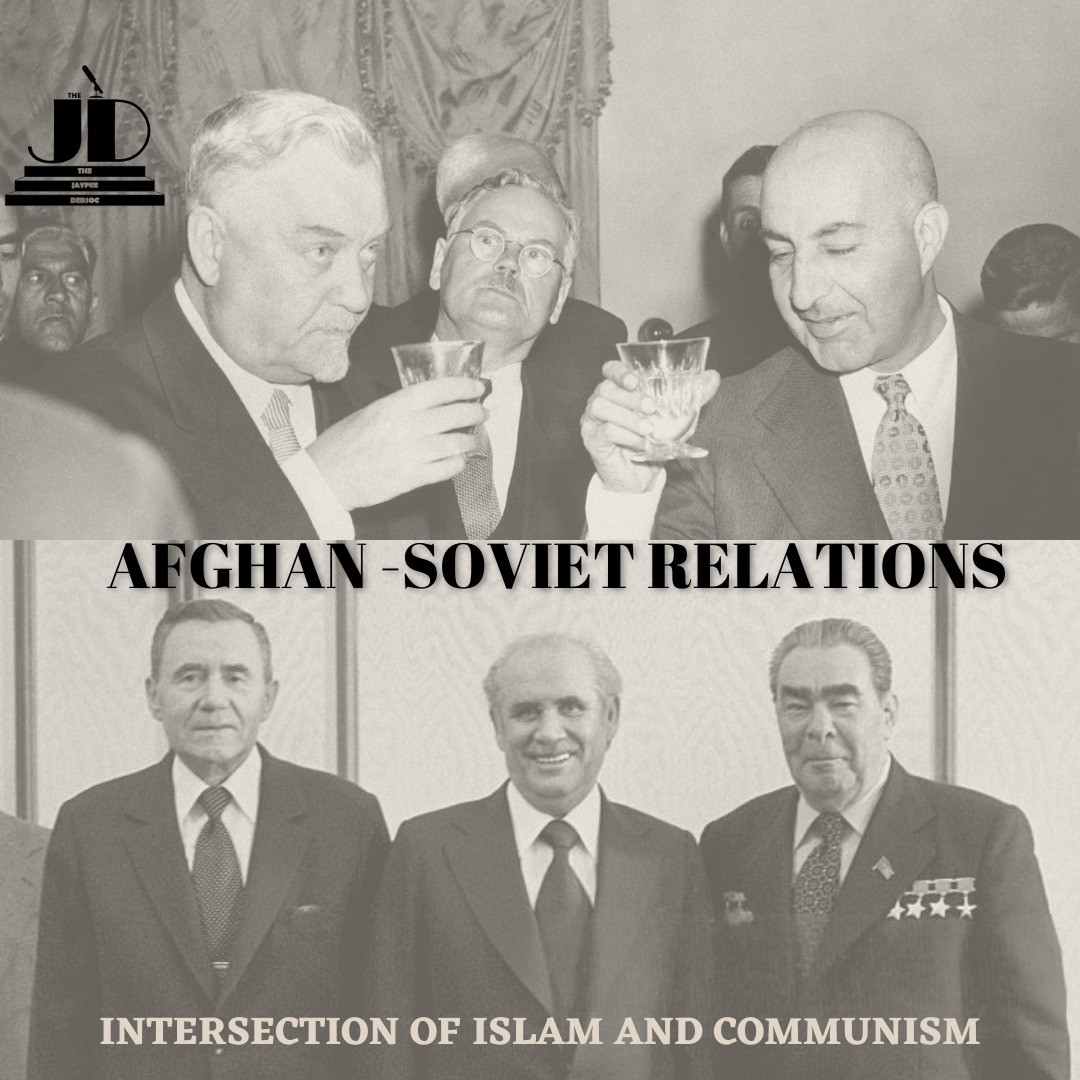 THE
JD
THE
JAYPEE
DEBSOC
AFGHAN -SOVIET RELATIONS
INTERSECTION OF ISLAM AND COMMUNISM